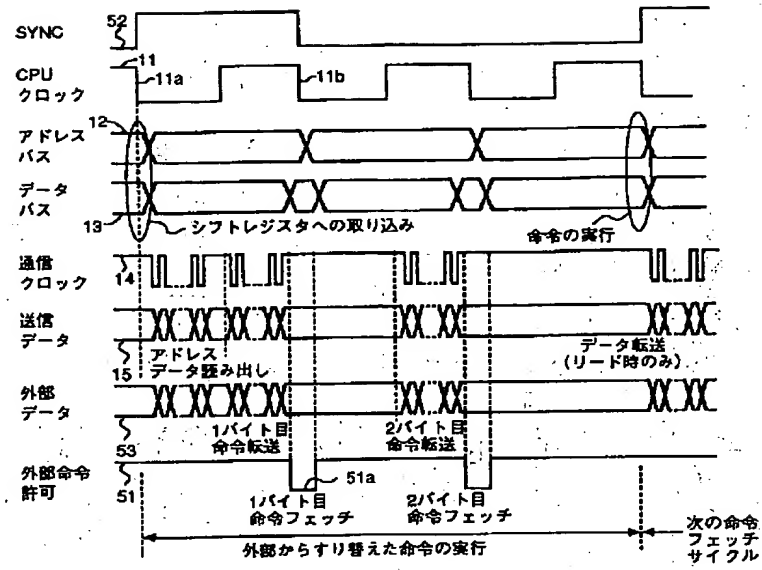 52
SYNC
11
CPU
クロック
11a
11b
12
アドレス
バス
データ
バス
13
シフトレジスタへの取り込み
命令の実行
通信
クロック
14
送信
データ
15
アドレス
データ読み出し
データ転送
(リード時のみ)
外部
データ
53
1バイト目
命令転送
2バイト目
命令転送
外部命令
許可
51
51a
1バイト目
命令フェッチ
2バイト目
命令フェッチ
外部からすり替えた命令の実行
次の命令
フェッチ
サイクル